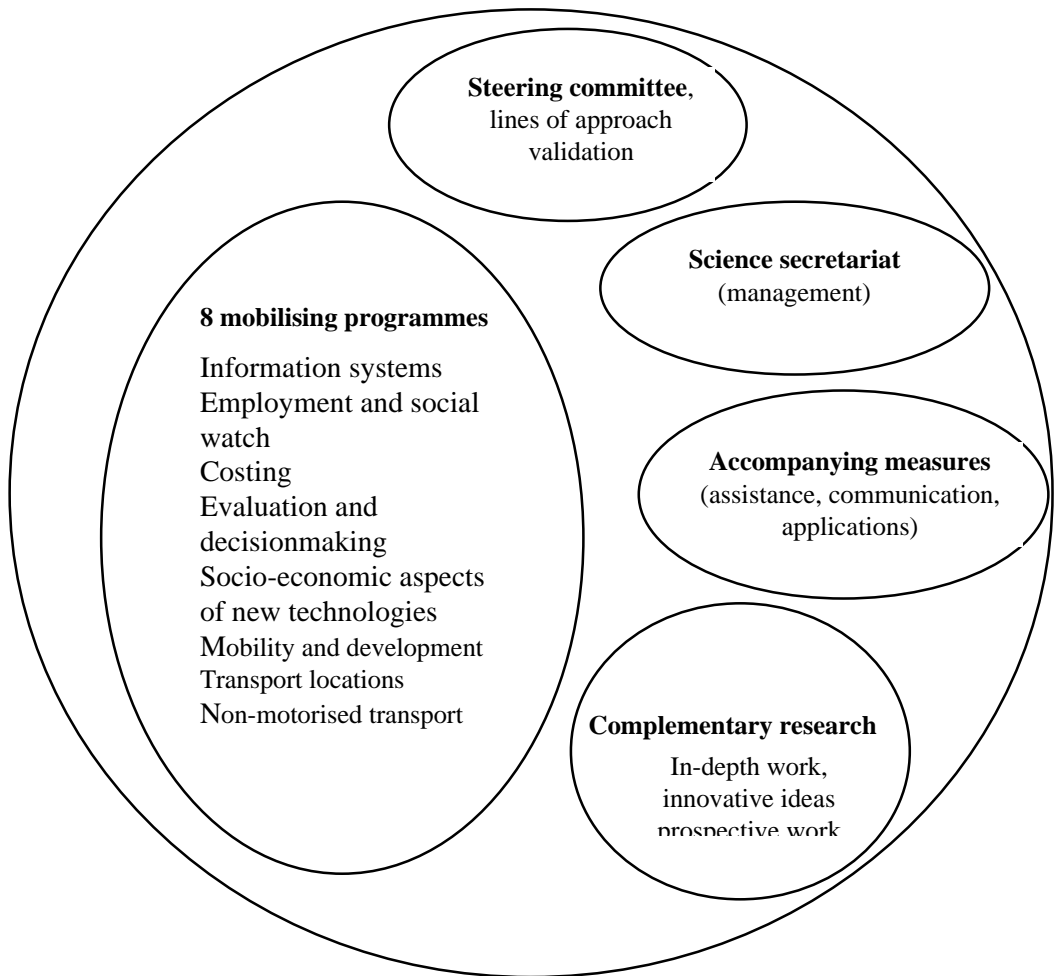 Steering committee,
lines of approach
validation
Science secretariat
(management)
8 mobilising programmes
Information systems
Employment and social
watch
Costing
Evaluation and
decisionmaking
Socio-economic aspects
of new technologies
Mobility and development
Transport locations
Non-motorised transport
Accompanying measures
(assistance, communication,
applications)
Complementary research
In-depth work,
innovative ideas
prospective work